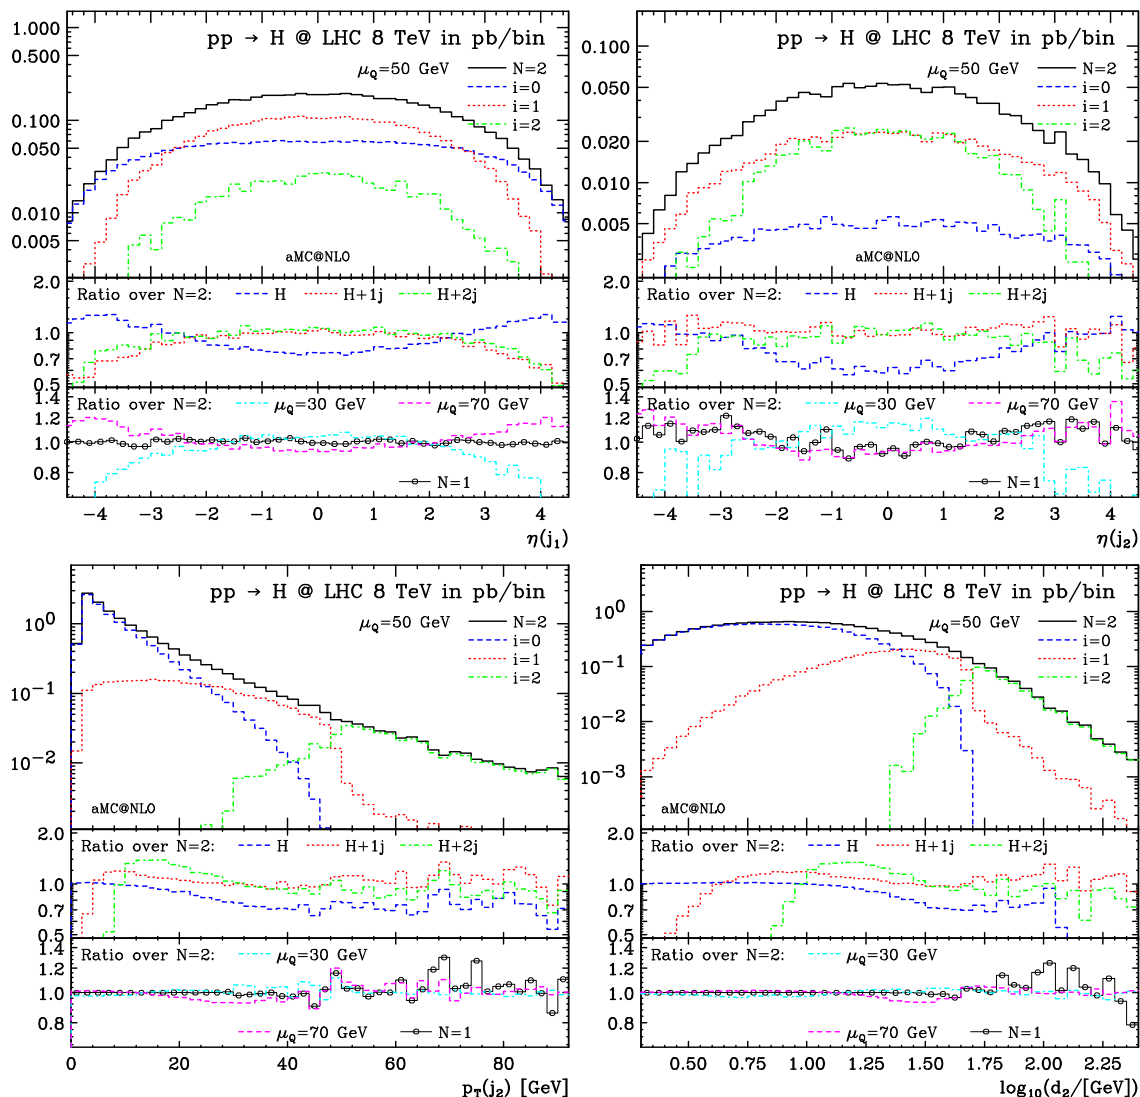 pp → H @ LHC 8 TeV in pb/bin
μQ=50 GeV
N=2
i=0
i=1
i=2
aMC@NLO
1.000
0.500
0.100
0.050
0.010
0.005
Ratio over N=2: H H+1j H+2j
2.0
1.0
0.7
0.5
Ratio over N=2: μQ=30 GeV μQ=70 GeV
N=1
1.4
1.2
1.0
0.8
-4 -3 -2 -1 0 1 2 3 4
η(j1)
pp → H @ LHC 8 TeV in pb/bin
μQ=50 GeV
N=2
i=0
i=1
i=2
aMC@NLO
0.100
0.050
0.020
0.010
0.005
Ratio over N=2: H H+1j H+2j
2.0
1.0
0.7
0.5
Ratio over N=2: μQ=30 GeV μQ=70 GeV
N=1
1.4
1.2
1.0
0.8
-4 -3 -2 -1 0 1 2 3 4
η(j2)
pp → H @ LHC 8 TeV in pb/bin
μQ=50 GeV
N=2
i=0
i=1
i=2
aMC@NLO
10^0
10^-1
10^-2
Ratio over N=2: H H+1j H+2j
2.0
1.0
0.7
0.5
Ratio over N=2: μQ=30 GeV
μQ=70 GeV N=1
1.4
1.2
1.0
0.8
0 20 40 60 80
pT(j2) [GeV]
pp → H @ LHC 8 TeV in pb/bin
μQ=50 GeV
N=2
i=0
i=1
i=2
aMC@NLO
10^0
10^-1
10^-2
10^-3
Ratio over N=2: H H+1j H+2j
2.0
1.0
0.7
0.5
Ratio over N=2: μQ=30 GeV
μQ=70 GeV N=1
1.4
1.2
1.0
0.8
0.50 0.75 1.00 1.25 1.50 1.75 2.00 2.25
log10(d2/[GeV])